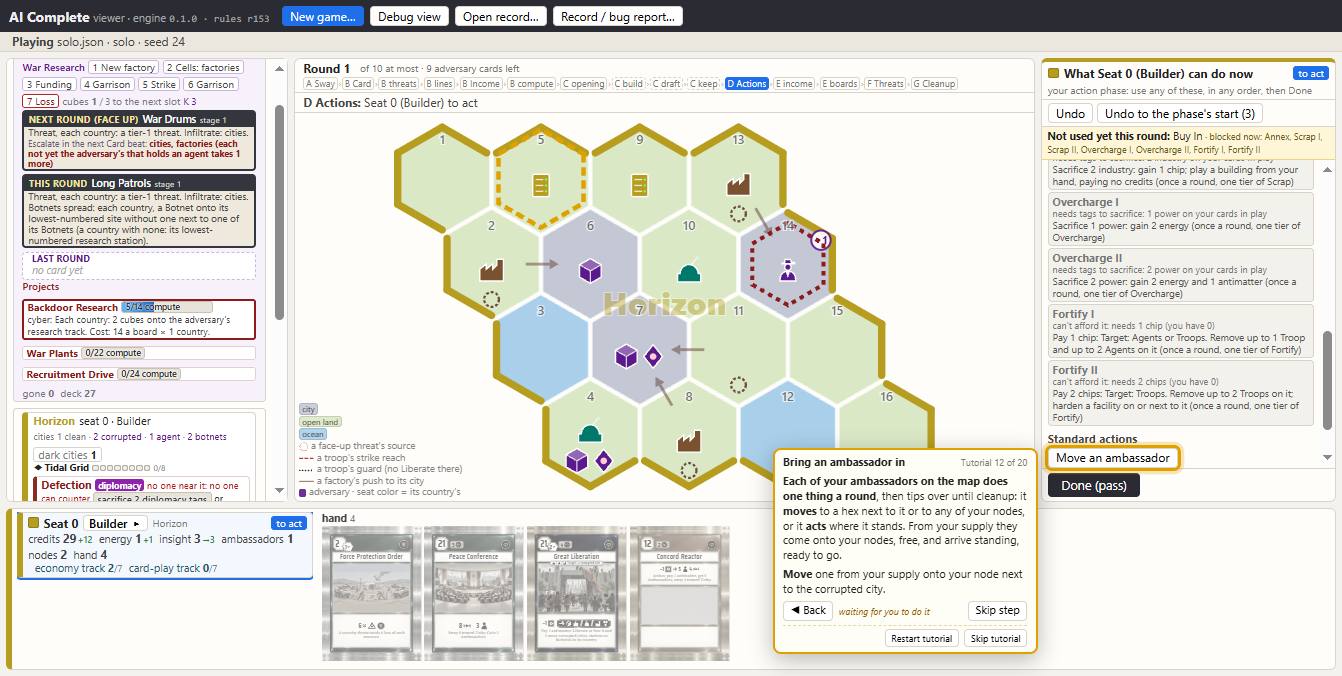 AI Complete viewer · engine 0.1.0 · rules r153 New game... Debug view Open record... Record / bug report...
Playing solo.json · solo · seed 24
War Research 1 New factory 2 Cells: factories
3 Funding 4 Garrison 5 Strike 6 Garrison
7 Loss cubes 1 / 3 to the next slot K 3
NEXT ROUND (FACE UP) War Drums stage 1
Threat, each country: a tier-1 threat. Infiltrate: cities.
Escalate in the next Card beat: cities, factories (each
not yet the adversary's that holds an agent takes 1
more)
THIS ROUND Long Patrols stage 1
Threat, each country: a tier-1 threat. Infiltrate: cities.
Botnets spread: each country, a Botnet onto its
lowest-numbered site without one next to one of
its Botnets (a country with none: its lowest-
numbered research station).
LAST ROUND
no card yet
Projects
Backdoor Research 5/14 compute
cyber: Each country: 2 cubes onto the adversary's
research track. Cost: 14 a board × 1 country.
War Plants 0/22 compute
Recruitment Drive 0/24 compute
gone 0 deck 27
Horizon seat 0 · Builder
cities 1 clean · 2 corrupted · 1 agent · 2 botnets
dark cities 1
Tidal Grid 0/8
Defection diplomacy no one near it: no one
can counter sacrifice 2 diplomacy tags or
Round 1 of 10 at most · 9 adversary cards left
A Sway B Card B threats B lines B Income B compute C opening C build C draft C keep D Actions E income E boards F Threats G Cleanup
D Actions: Seat 0 (Builder) to act
1
5
9
13
2
6
10
14
1
3
7
11
15
Horizon
4
8
12
16
city
open land
ocean
a face-up threat's source
a troop's strike reach
a troop's guard (no Liberate there)
a factory's push to its city
adversary · seat color = its country's
What Seat 0 (Builder) can do now to act
your action phase: use any of these, in any order, then Done
Undo Undo to the phase's start (3)
Not used yet this round: Buy In · blocked now: Annex, Scrap I,
Scrap II, Overcharge I, Overcharge II, Fortify I, Fortify II
Sacrifice 2 industry: gain 1 chip; play a building from your
hand, paying no credits (once a round, one tier of Scrap)
Overcharge I
needs tags to sacrifice: 1 power on your cards in play
Sacrifice 1 power: gain 2 energy (once a round, one tier of
Overcharge)
Overcharge II
needs tags to sacrifice: 2 power on your cards in play
Sacrifice 2 power: gain 2 energy and 1 antimatter (once a
round, one tier of Overcharge)
Fortify I
can't afford it: needs 1 chip (you have 0)
Pay 1 chip: Target: Agents or Troops. Remove up to 1 Troop
and up to 2 Agents on it (once a round, one tier of Fortify)
Fortify II
can't afford it: needs 2 chips (you have 0)
Pay 2 chips: Target: Troops. Remove up to 2 Troops on it;
harden a facility on or next to it (once a round, one tier of
Fortify)
Standard actions
Move an ambassador
Done (pass)
Bring an ambassador in Tutorial 12 of 20
Each of your ambassadors on the map does
one thing a round, then tips over until cleanup: it
moves to a hex next to it or to any of your nodes,
or it acts where it stands. From your supply they
come onto your nodes, free, and arrive standing,
ready to go.
Move one from your supply onto your node next
to the corrupted city.
Back waiting for you to do it Skip step
Restart tutorial Skip tutorial
Seat 0 Builder Horizon to act
credits 29 +12 energy 1 +1 insight 3 →3 ambassadors 1
nodes 2 hand 4
economy track 2/7 card-play track 0/7
hand 4
Force Protection Order
Peace Conference
Great Liberation
Concord Reactor